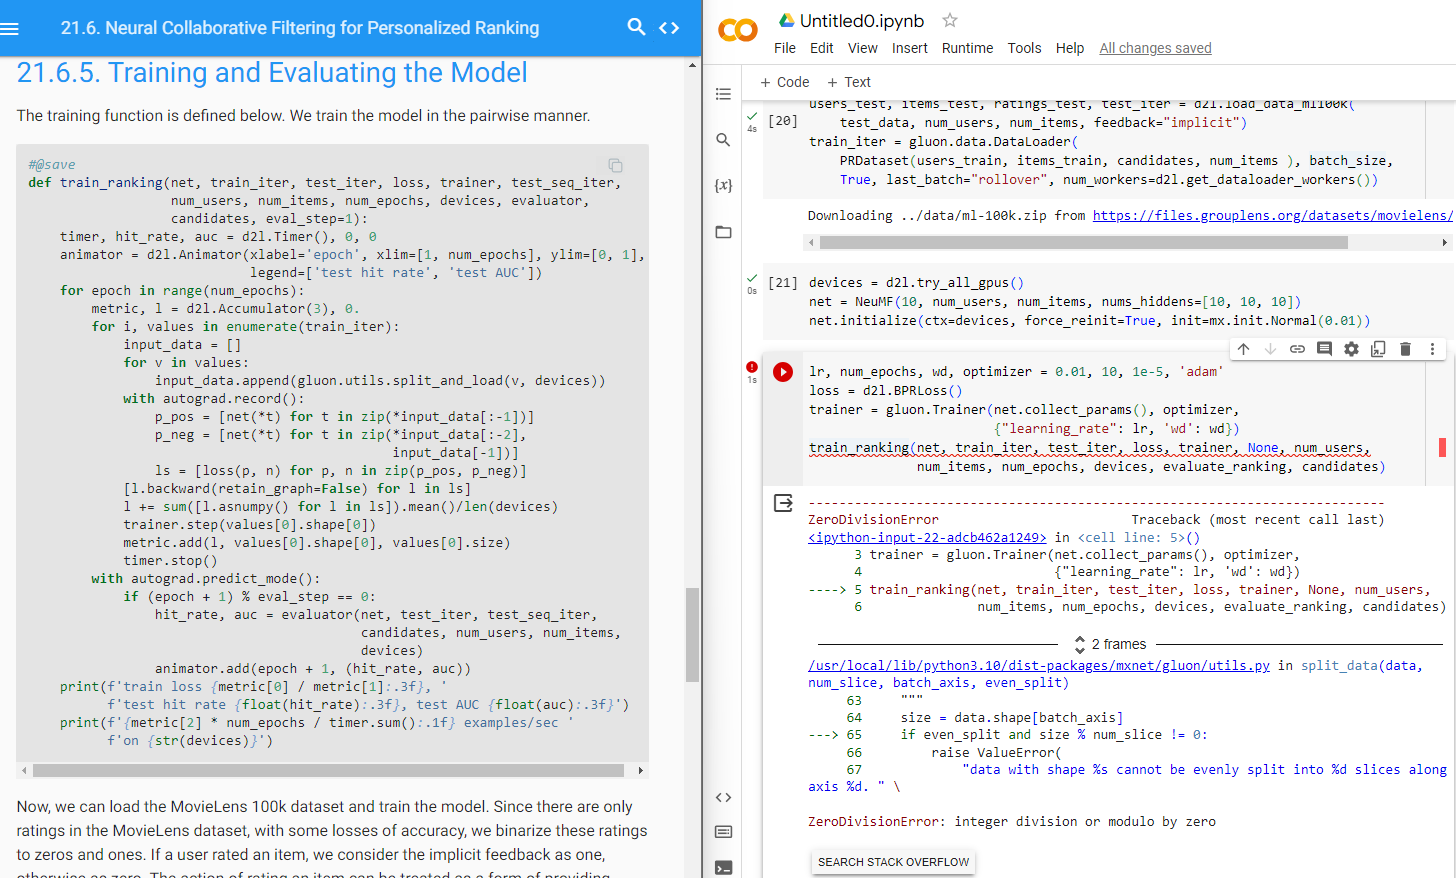 21.6. Neural Collaborative Filtering for Personalized Ranking
21.6.5. Training and Evaluating the Model
The training function is defined below. We train the model in the pairwise manner.
#@save
def train_ranking(net, train_iter, test_iter, loss, trainer, test_seq_iter,
num_users, num_items, num_epochs, devices, evaluator,
candidates, eval_step=1):
timer, hit_rate, auc = d2l.Timer(), 0, 0
animator = d2l.Animator(xlabel='epoch', xlim=[1, num_epochs], ylim=[0, 1],
legend=['test hit rate', 'test AUC'])
for epoch in range(num_epochs):
metric, l = d2l.Accumulator(3), 0.
for i, values in enumerate(train_iter):
input_data = []
for v in values:
input_data.append(gluon.utils.split_and_load(v, devices))
with autograd.record():
p_pos = [net(*t) for t in zip(*input_data[:-1])]
p_neg = [net(*t) for t in zip(*input_data[:-2],
input_data[-1])]
ls = [loss(p, n) for p, n in zip(p_pos, p_neg)]
[l.backward(retain_graph=False) for l in ls]
l += sum([l.asnumpy() for l in ls]).mean()/len(devices)
trainer.step(values[0].shape[0])
metric.add(l, values[0].shape[0], values[0].size)
timer.stop()
with autograd.predict_mode():
if (epoch + 1) % eval_step == 0:
hit_rate, auc = evaluator(net, test_iter, test_seq_iter,
candidates, num_users, num_items,
devices)
animator.add(epoch + 1, (hit_rate, auc))
print(f'train loss {metric[0] / metric[1]:.3f}, '
f'test hit rate {float(hit_rate):.3f}, test AUC {float(auc):.3f}')
print(f'{metric[2] * num_epochs / timer.sum():.1f} examples/sec '
f'on {str(devices)}')
Now, we can load the MovieLens 100k dataset and train the model. Since there are only
ratings in the MovieLens dataset, with some losses of accuracy, we binarize these ratings
to zeros and ones. If a user rated an item, we consider the implicit feedback as one,
otherwise as zero. The action of rating an item can be treated as a form of providing
CO
Untitled0.ipynb
File Edit View Insert Runtime Tools Help All changes saved
+ Code + Text
users_test, items_test, ratings_test, test_iter = d2l.load_data_ml100k(
[20] test_data, num_users, num_items, feedback="implicit")
4s
train_iter = gluon.data.DataLoader(
PRDataset(users_train, items_train, candidates, num_items ), batch_size,
True, last_batch="rollover", num_workers=d2l.get_dataloader_workers())
{x}
Downloading ../data/ml-100k.zip from https://files.grouplens.org/datasets/movielens/
[21] devices = d2l.try_all_gpus()
0s
net = NeuMF(10, num_users, num_items, nums_hiddens=[10, 10, 10])
net.initialize(ctx=devices, force_reinit=True, init=mx.init.Normal(0.01))
1s
lr, num_epochs, wd, optimizer = 0.01, 10, 1e-5, 'adam'
loss = d2l.BPRLoss()
trainer = gluon.Trainer(net.collect_params(), optimizer,
{"learning_rate": lr, 'wd': wd})
train_ranking(net, train_iter, test_iter, loss, trainer, None, num_users,
num_items, num_epochs, devices, evaluate_ranking, candidates)
---------------------------------------------------------------------------
ZeroDivisionError Traceback (most recent call last)
<ipython-input-22-adcb462a1249> in <cell line: 5>()
3 trainer = gluon.Trainer(net.collect_params(), optimizer,
4 {"learning_rate": lr, 'wd': wd})
----> 5 train_ranking(net, train_iter, test_iter, loss, trainer, None, num_users,
6 num_items, num_epochs, devices, evaluate_ranking, candidates)
2 frames
/usr/local/lib/python3.10/dist-packages/mxnet/gluon/utils.py in split_data(data,
num_slice, batch_axis, even_split)
63 """
64 size = data.shape[batch_axis]
---> 65 if even_split and size % num_slice != 0:
66 raise ValueError(
67 "data with shape %s cannot be evenly split into %d slices along
axis %d. " \
ZeroDivisionError: integer division or modulo by zero
SEARCH STACK OVERFLOW